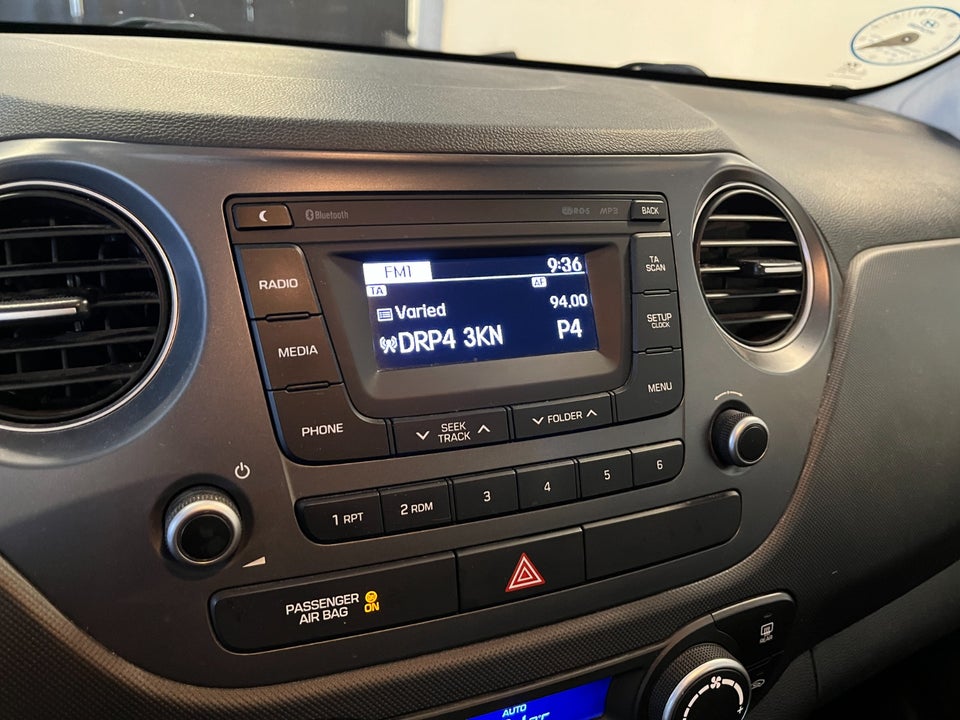 Bluetooth
RDS MP3
BACK
RADIO
MEDIA
PHONE
FM1 9:36
TA AF
Varied 94.00
DRP4 3KN P4
TA
SCAN
SETUP
CLOCK
MENU
SEEK
TRACK
FOLDER
1 RPT
2 RDM
3
4
5
6
PASSENGER
AIR BAG
ON
REAR
AUTO